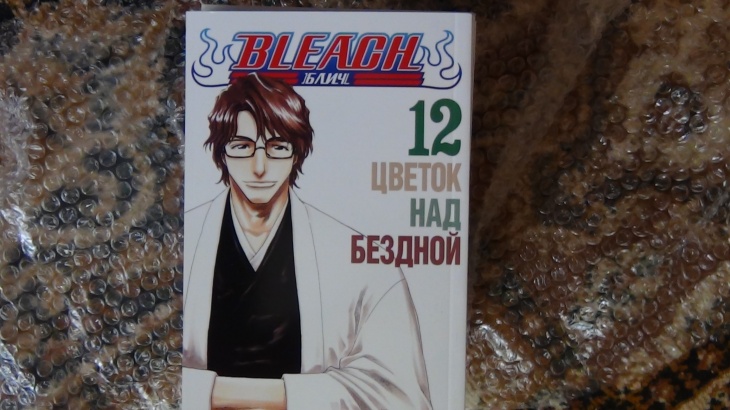 BLEACH
БЛИЧ
12
ЦВЕТОК
НАД
БЕЗДНОЙ